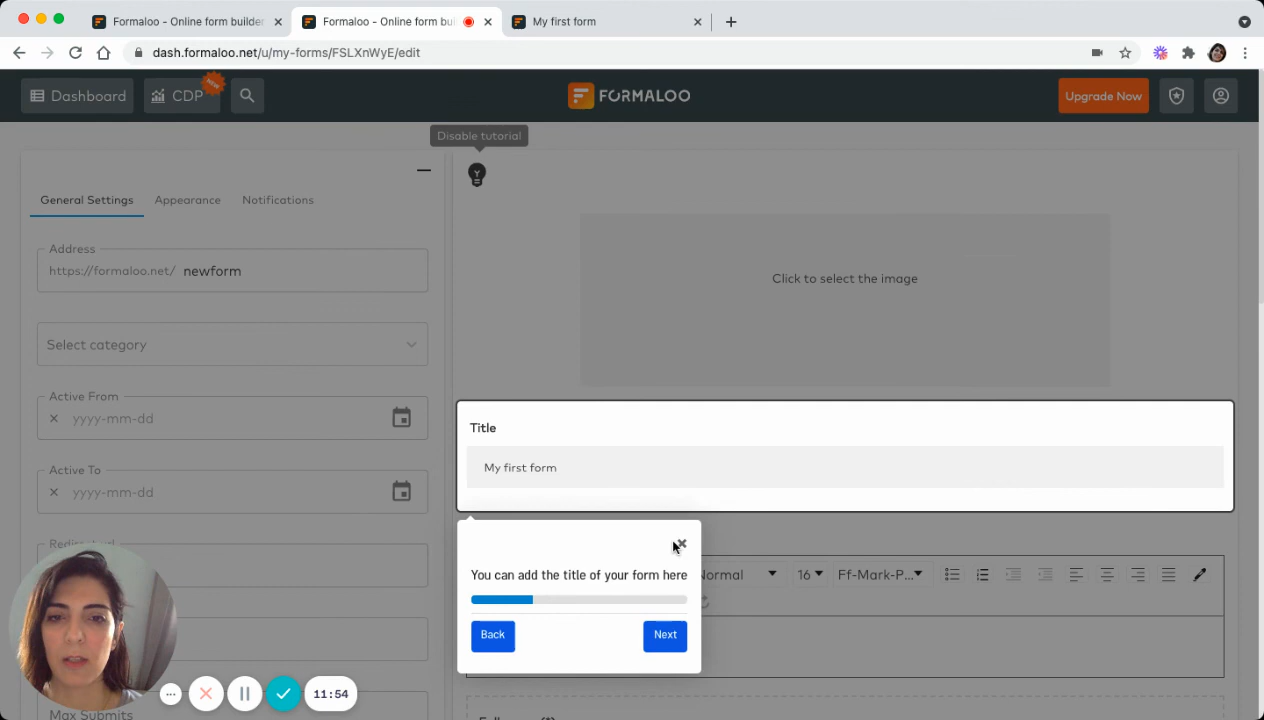 Formaloo - Online form builder
Formaloo - Online form bui
My first form
dash.formaloo.net/u/my-forms/FSLXnWyE/edit
Dashboard
CDP
NEW
FORMALOO
Upgrade Now
Disable tutorial
General Settings
Appearance
Notifications
Address
https://formaloo.net/ newform
Click to select the image
Select category
Active From
yyyy-mm-dd
Title
My first form
Active To
yyyy-mm-dd
You can add the title of your form here
Back
Next
Normal
16
Ff-Mark-P...
11:54
Max Submits